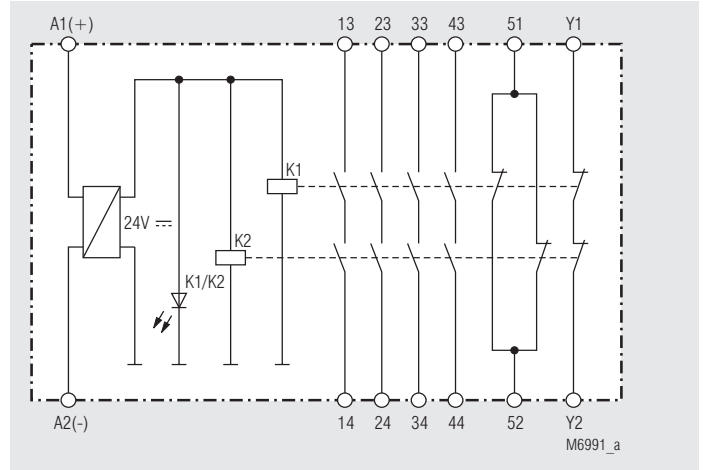 A1(+) 13 23 33 43 51 Y1
K1
24V
K2
K1/K2
A2(-) 14 24 34 44 52 Y2
M6991_a